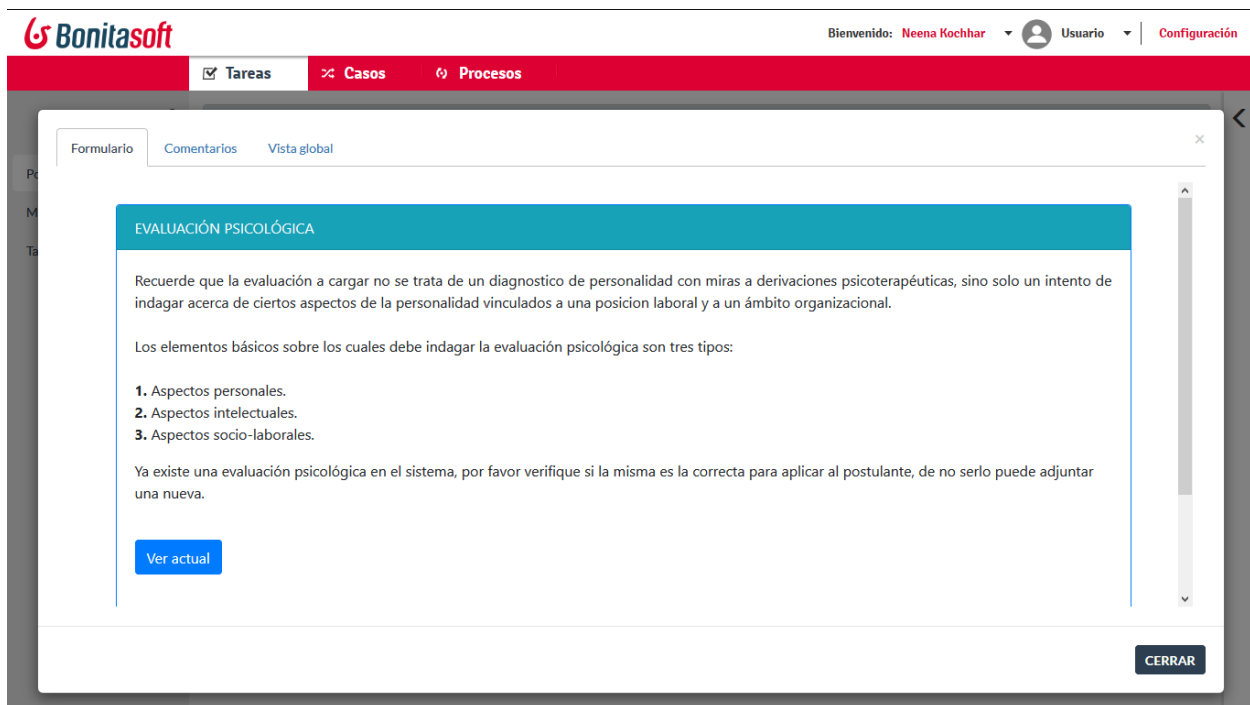 Bonitasoft
Bienvenido: Neena Kochhar Usuario Configuración
Tareas Casos Procesos
Formulario Comentarios Vista global
EVALUACIÓN PSICOLÓGICA
Recuerde que la evaluación a cargar no se trata de un diagnostico de personalidad con miras a derivaciones psicoterapéuticas, sino solo un intento de
indagar acerca de ciertos aspectos de la personalidad vinculados a una posicion laboral y a un ámbito organizacional.
Los elementos básicos sobre los cuales debe indagar la evaluación psicológica son tres tipos:
1. Aspectos personales.
2. Aspectos intelectuales.
3. Aspectos socio-laborales.
Ya existe una evaluación psicológica en el sistema, por favor verifique si la misma es la correcta para aplicar al postulante, de no serlo puede adjuntar
una nueva.
Ver actual
CERRAR